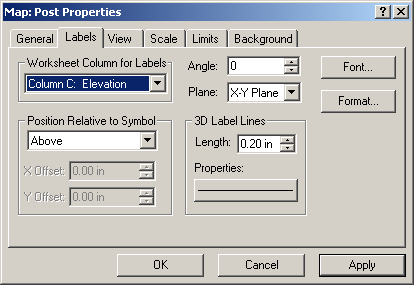 Map: Post Properties
General Labels View Scale Limits Background
Worksheet Column for Labels
Column C: Elevation
Angle: 0
Plane: X-Y Plane
Font...
Format...
Position Relative to Symbol
Above
X Offset: 0.00 in
Y Offset: 0.00 in
3D Label Lines
Length: 0.20 in
Properties:
OK Cancel Apply